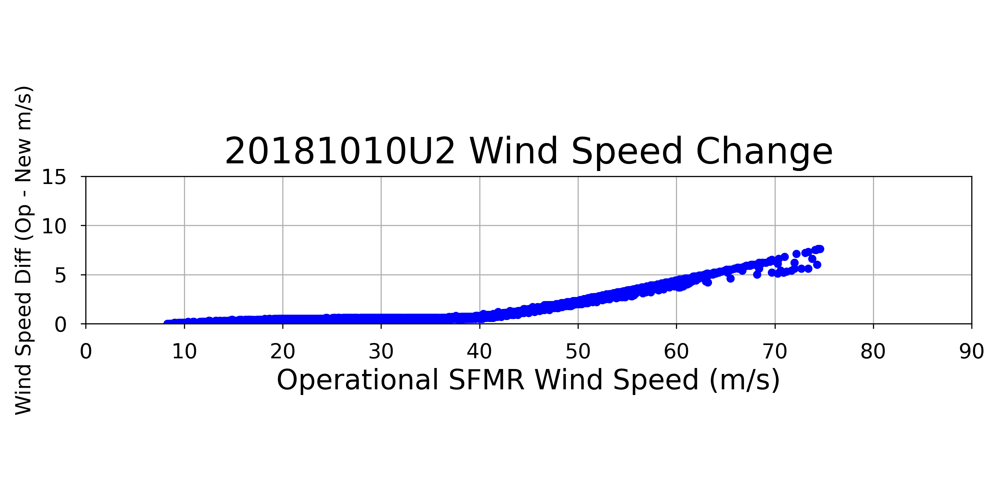 20181010U2 Wind Speed Change
Wind Speed Diff (Op - New m/s)
15
10
5
0
0 10 20 30 40 50 60 70 80 90
Operational SFMR Wind Speed (m/s)